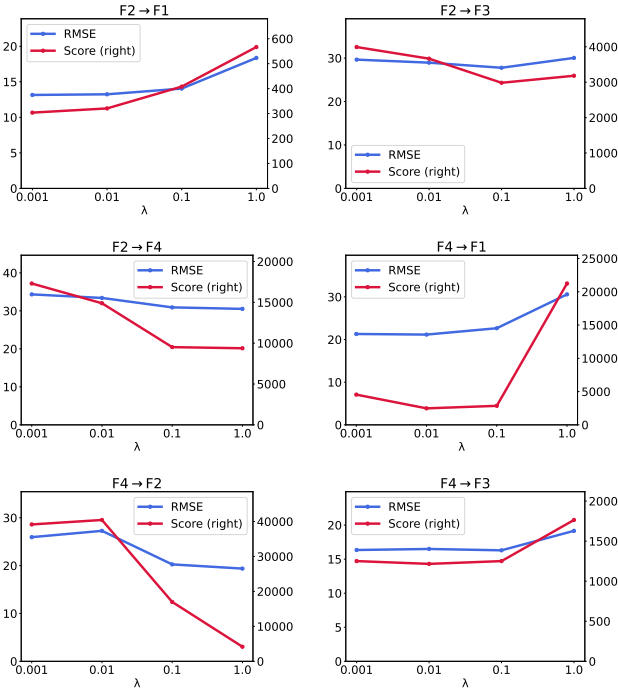 F2→F1
RMSE
Score (right)
20
15
10
5
0
600
500
400
300
200
100
0
0.001 0.01 0.1 1.0
λ
F2→F3
30
20
10
0
4000
3000
2000
1000
0
RMSE
Score (right)
0.001 0.01 0.1 1.0
λ
F2→F4
RMSE
Score (right)
40
30
20
10
0
20000
15000
10000
5000
0
0.001 0.01 0.1 1.0
λ
F4→F1
RMSE
Score (right)
30
20
10
0
25000
20000
15000
10000
5000
0
0.001 0.01 0.1 1.0
λ
F4→F2
RMSE
Score (right)
30
20
10
0
40000
30000
20000
10000
0
0.001 0.01 0.1 1.0
λ
F4→F3
RMSE
Score (right)
20
15
10
5
0
2000
1500
1000
500
0
0.001 0.01 0.1 1.0
λ